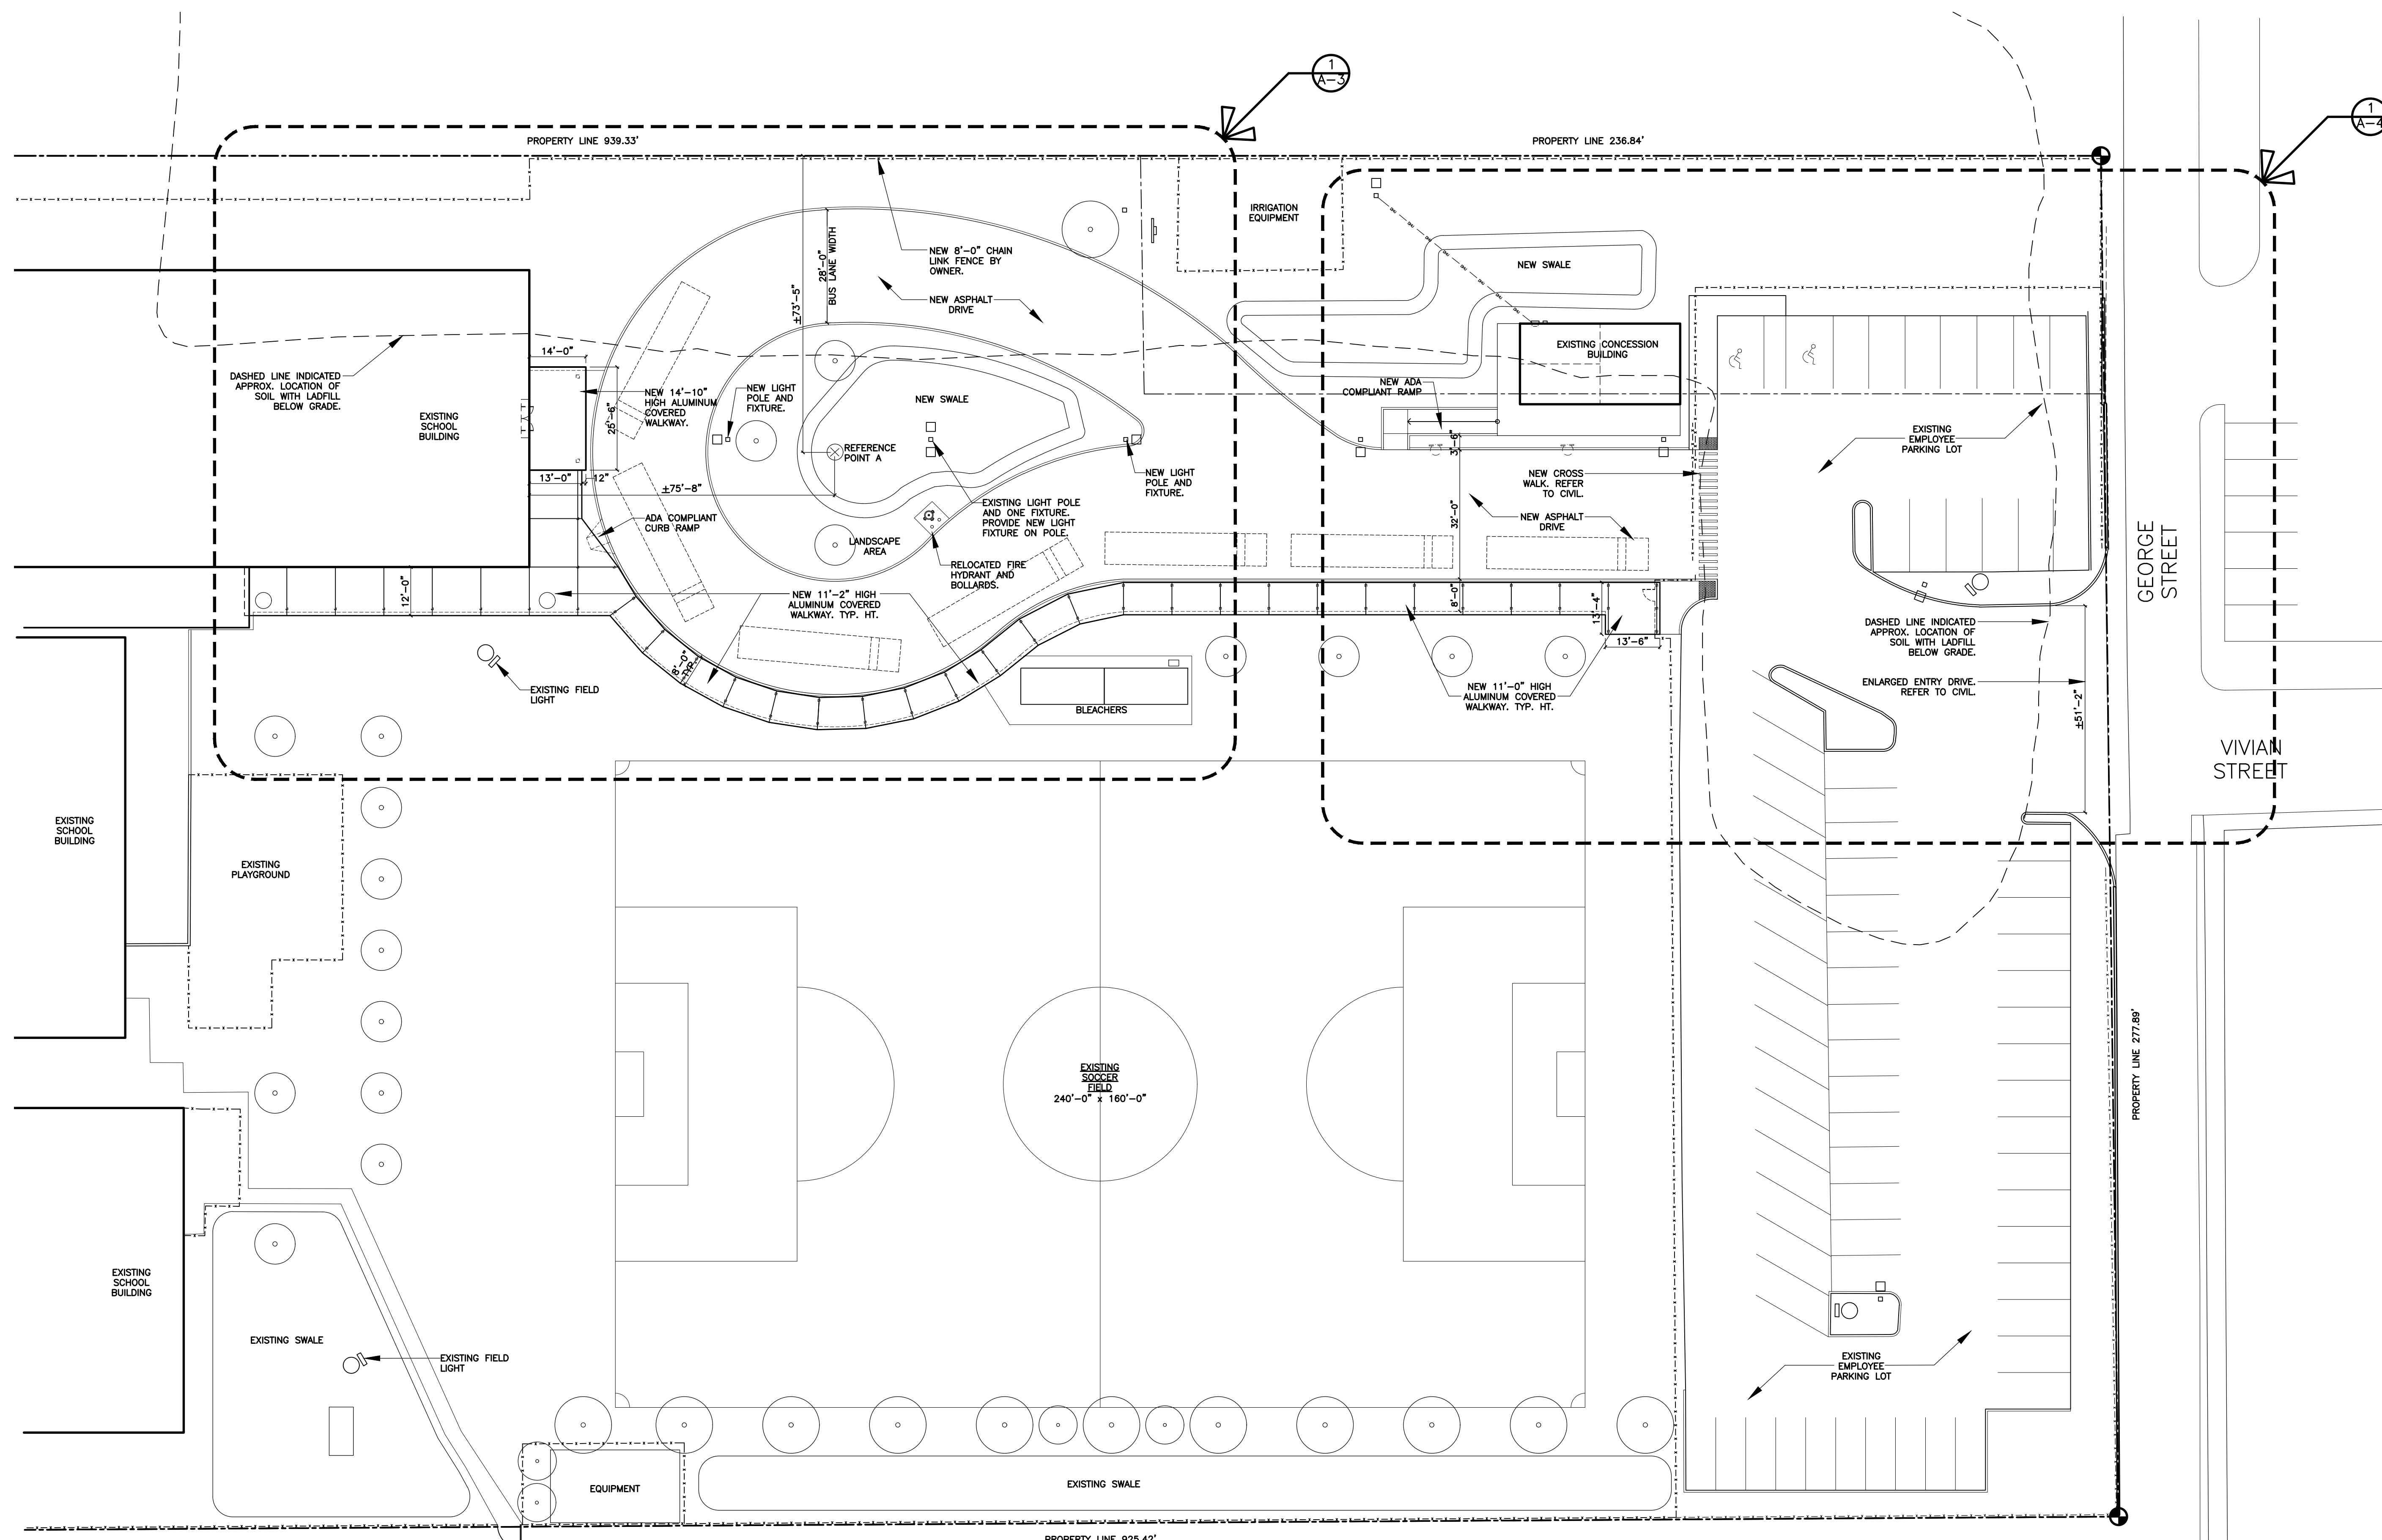 1
A-3
1
A-4
PROPERTY LINE 939.33'
PROPERTY LINE 236.84'
IRRIGATION
EQUIPMENT
NEW 8'-0" CHAIN
LINK FENCE BY
OWNER.
28'-0"
BUS LANE WIDTH
±73'-5"
NEW SWALE
NEW ASPHALT
DRIVE
EXISTING CONCESSION
BUILDING
14'-0"
DASHED LINE INDICATED
APPROX. LOCATION OF
SOIL WITH LADFILL
BELOW GRADE.
EXISTING
SCHOOL
BUILDING
NEW 14'-10"
HIGH ALUMINUM
COVERED
WALKWAY.
25'-6"
NEW LIGHT
POLE AND
FIXTURE.
NEW SWALE
NEW ADA
COMPLIANT RAMP
REFERENCE
POINT A
3'-6"
EXISTING
EMPLOYEE
PARKING LOT
13'-0"
12"
±75'-8"
NEW LIGHT
POLE AND
FIXTURE.
NEW CROSS
WALK. REFER
TO CIVIL.
EXISTING LIGHT POLE
AND ONE FIXTURE.
PROVIDE NEW LIGHT
FIXTURE ON POLE.
ADA COMPLIANT
CURB RAMP
32'-0"
NEW ASPHALT
DRIVE
LANDSCAPE
AREA
GEORGE
STREET
RELOCATED FIRE
HYDRANT AND
BOLLARDS.
12'-0"
NEW 11'-2" HIGH
ALUMINUM COVERED
WALKWAY. TYP. HT.
8'-0"
13'-4"
13'-6"
DASHED LINE INDICATED
APPROX. LOCATION OF
SOIL WITH LADFILL
BELOW GRADE.
8'-0"
TYP.
EXISTING FIELD
LIGHT
BLEACHERS
NEW 11'-0" HIGH
ALUMINUM COVERED
WALKWAY. TYP. HT.
ENLARGED ENTRY DRIVE.
REFER TO CIVIL.
±51'-2"
VIVIAN
STREET
EXISTING
SCHOOL
BUILDING
EXISTING
PLAYGROUND
EXISTING
SOCCER
FIELD
240'-0" x 160'-0"
PROPERTY LINE 277.89'
EXISTING
SCHOOL
BUILDING
EXISTING SWALE
EXISTING FIELD
LIGHT
EXISTING
EMPLOYEE
PARKING LOT
EQUIPMENT
EXISTING SWALE
PROPERTY LINE 925.42'